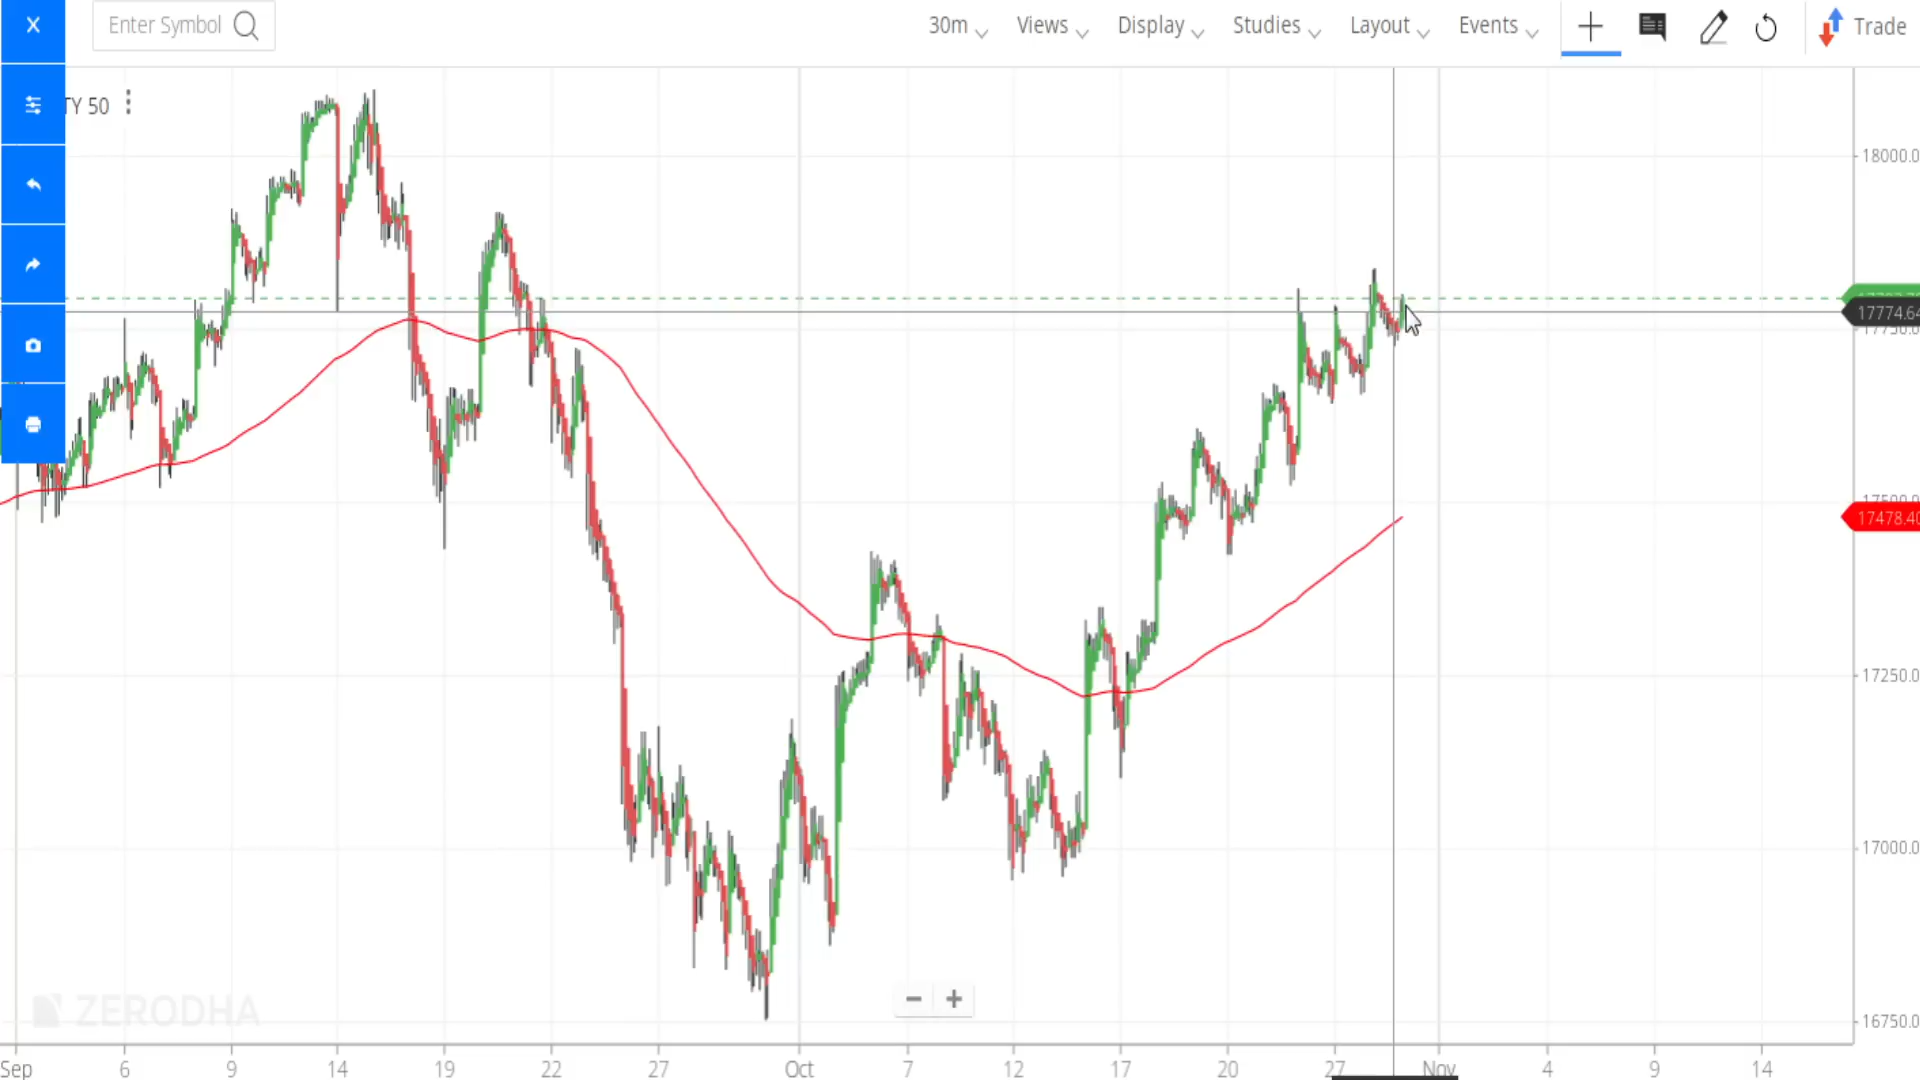 Enter Symbol 30m Views Display Studies Layout Events Trade
TY 50
18000.0
17774.64
17478.40
17250.0
17000.0
16750.0
ZERODHA
Sep 6 9 14 19 22 27 Oct 7 12 17 20 27 Nov 4 9 14